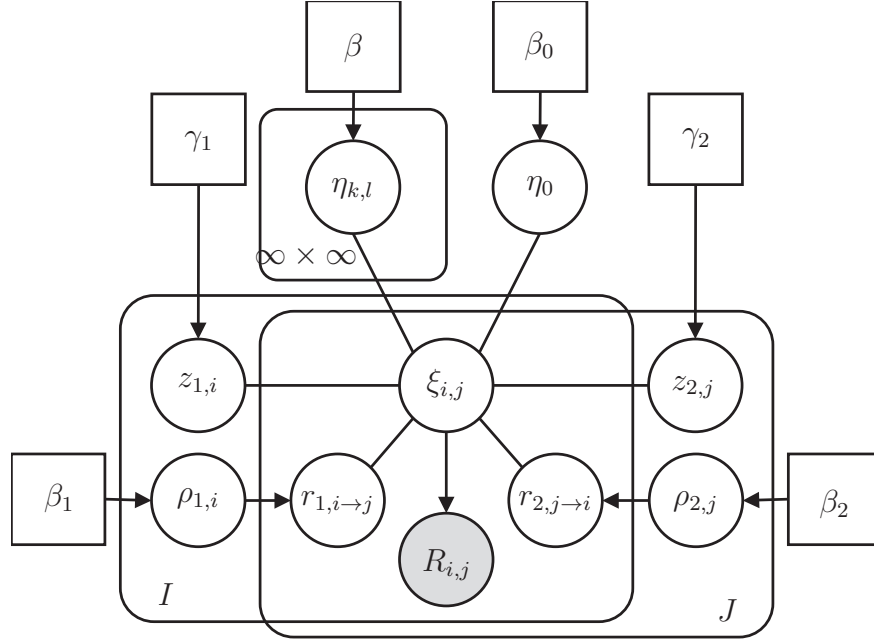 β β₀
γ₁ γ₂
ηₖ,ₗ η₀
∞ × ∞
z₁,ᵢ ξᵢ,ⱼ z₂,ⱼ
β₁ ρ₁,ᵢ r₁,ᵢ→ⱼ r₂,ⱼ→ᵢ ρ₂,ⱼ β₂
Rᵢ,ⱼ
I J